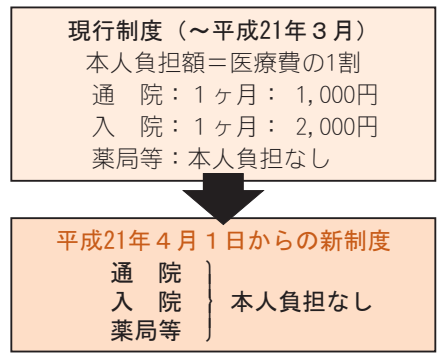 現行制度（～平成21年３月）
本人負担額＝医療費の1割
通　院：１ヶ月： 1,000円
入　院：１ヶ月： 2,000円
薬局等：本人負担なし
平成21年４月１日からの新制度
通　院
入　院　本人負担なし
薬局等